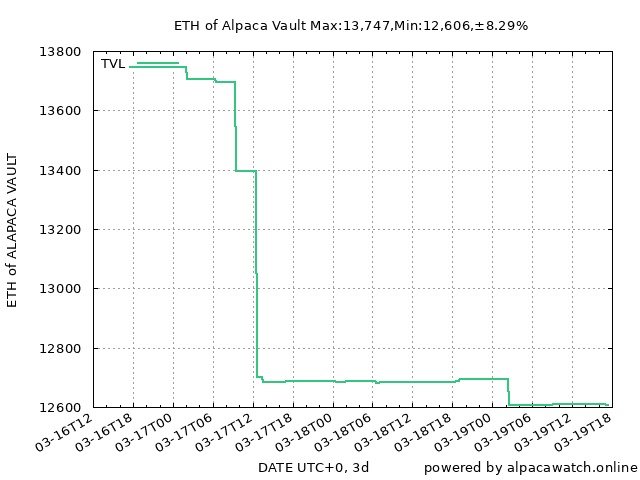 ETH of Alpaca Vault Max:13,747,Min:12,606,±8.29%
13800
TVL
13600
13400
13200
13000
12800
12600
ETH of ALAPACA VAULT
03-16T12
03-16T18
03-17T00
03-17T06
03-17T12
03-17T18
03-18T00
03-18T06
03-18T12
03-18T18
03-19T00
03-19T06
03-19T12
03-19T18
DATE UTC+0, 3d
powered by alpacawatch.online